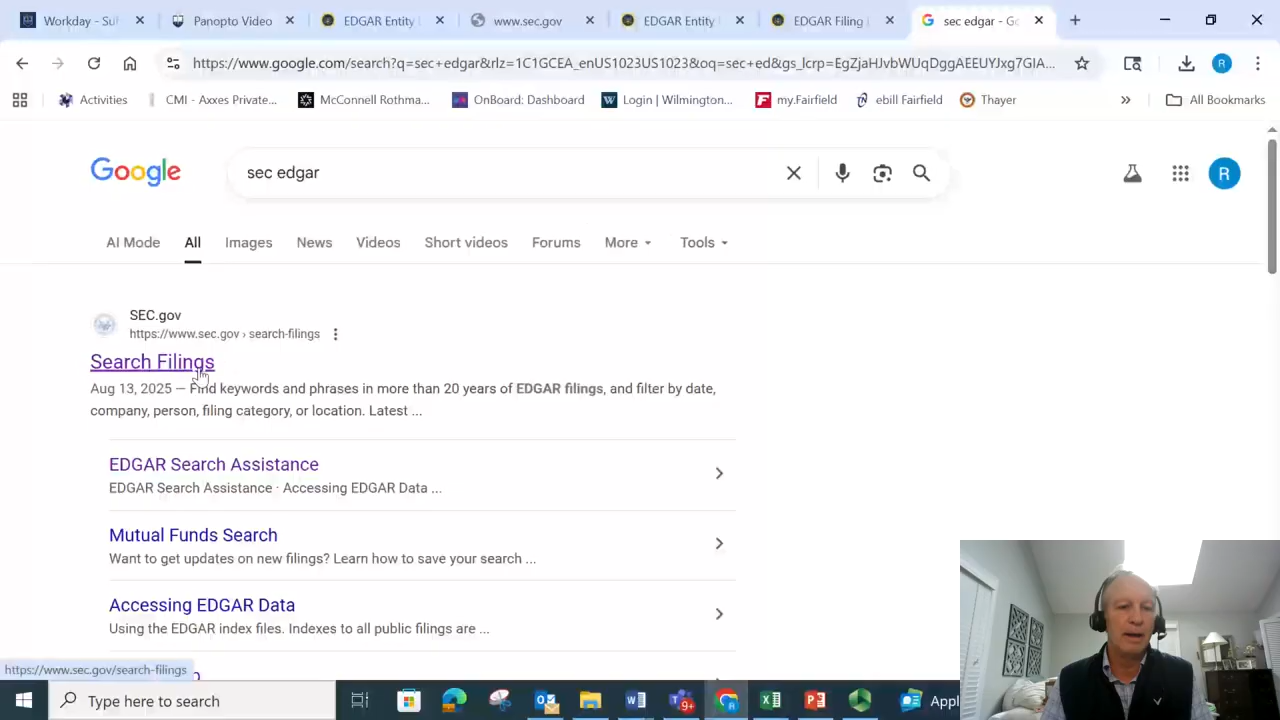 Workday - Su
Panopto Video
EDGAR Entity
www.sec.gov
EDGAR Entity
EDGAR Filing
sec edgar - Go
https://www.google.com/search?q=sec+edgar&rlz=1C1GCEA_enUS1023US1023&oq=sec+ed&gs_lcrp=EgZjaHJvbWUqDggAEEUYJxg7GIA...
R
Activities
CMI - Axxes Private...
McConnell Rothma...
OnBoard: Dashboard
Login | Wilmington...
my.Fairfield
ebill Fairfield
Thayer
All Bookmarks
Google
sec edgar
R
AI Mode
All
Images
News
Videos
Short videos
Forums
More
Tools
SEC.gov
https://www.sec.gov › search-filings
Search Filings
Aug 13, 2025 — Find keywords and phrases in more than 20 years of EDGAR filings, and filter by date,
company, person, filing category, or location. Latest ...
EDGAR Search Assistance
EDGAR Search Assistance · Accessing EDGAR Data ...
Mutual Funds Search
Want to get updates on new filings? Learn how to save your search ...
Accessing EDGAR Data
Using the EDGAR index files. Indexes to all public filings are ...
https://www.sec.gov/search-filings
Type here to search
9+
Appl